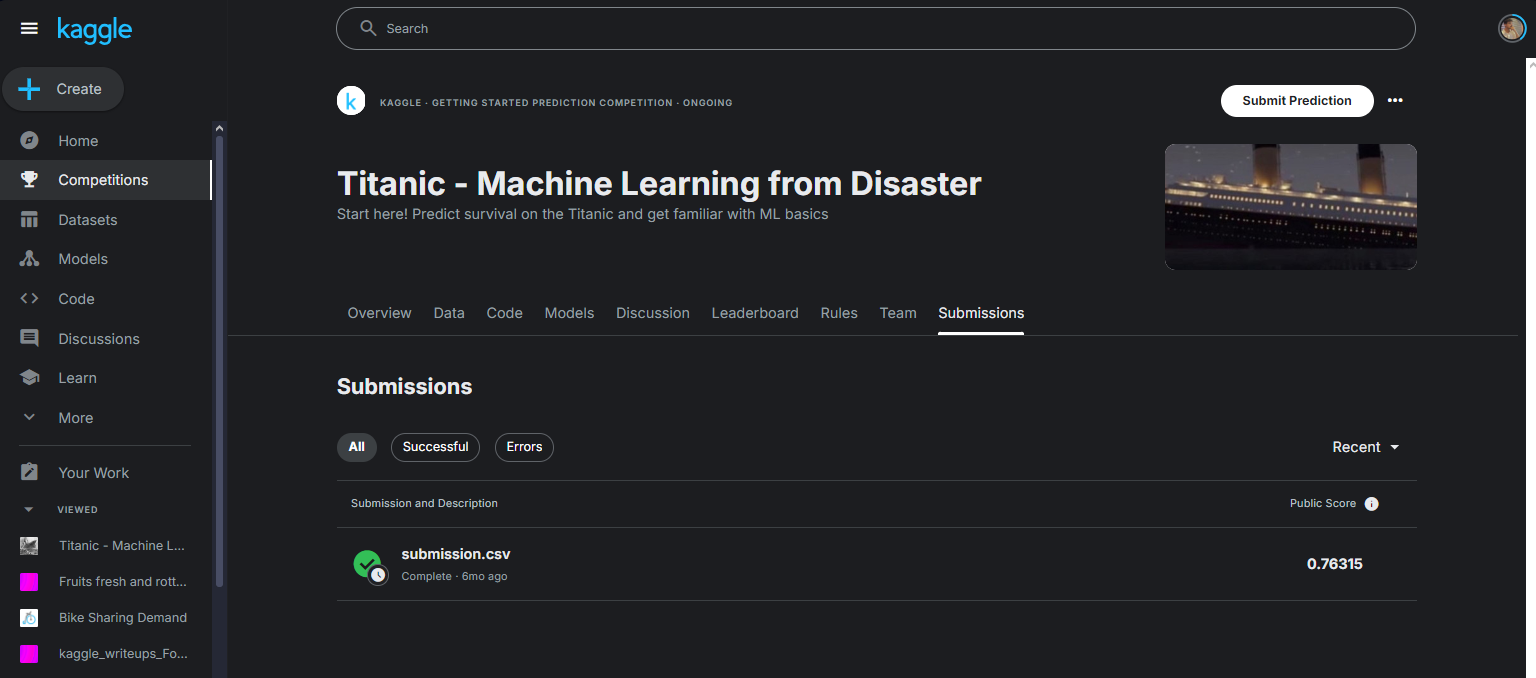 kaggle
Search
Create
Home
Competitions
Datasets
Models
Code
Discussions
Learn
More
Your Work
VIEWED
Titanic - Machine L...
Fruits fresh and rott...
Bike Sharing Demand
kaggle_writeups_Fo...
k
KAGGLE · GETTING STARTED PREDICTION COMPETITION · ONGOING
Submit Prediction
Titanic - Machine Learning from Disaster
Start here! Predict survival on the Titanic and get familiar with ML basics
Overview Data Code Models Discussion Leaderboard Rules Team Submissions
Submissions
All Successful Errors Recent
Submission and Description Public Score i
submission.csv
Complete · 6mo ago
0.76315